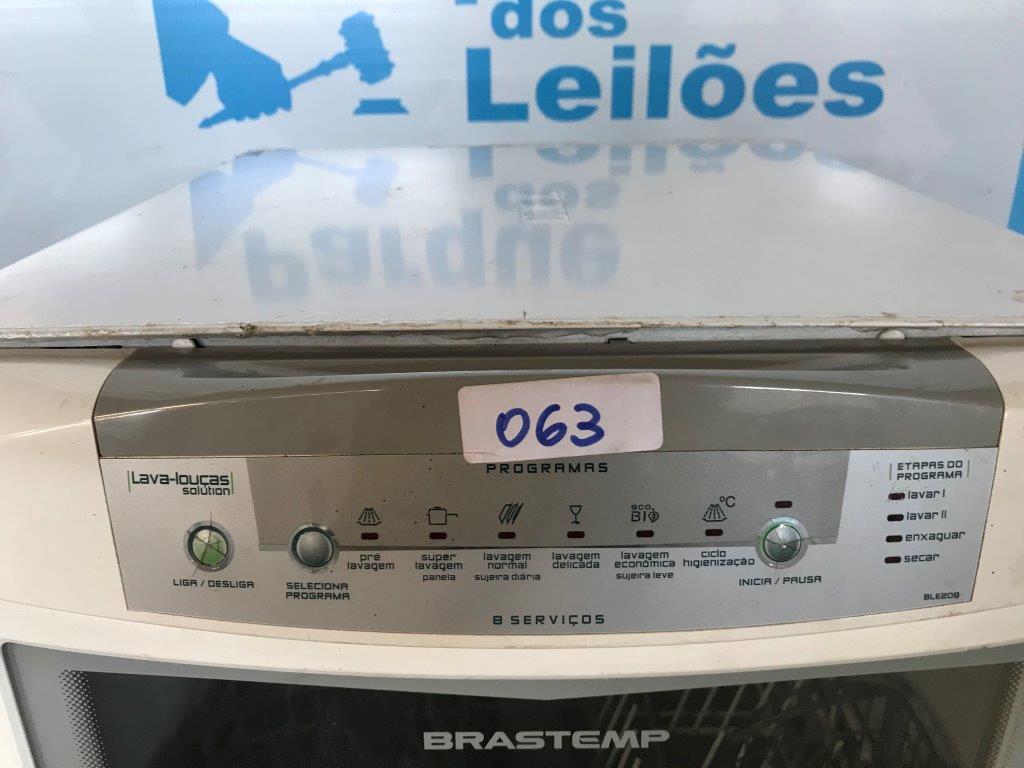 dos
Leilões
Parque
063
PROGRAMAS
Lava-louças
solution
LIGA / DESLIGA
SELECIONA
PROGRAMA
pré
lavagem
super
lavagem
panela
lavagem
normal
sujeira diária
lavagem
delicada
eco
BIO
lavagem
econômica
sujeira leve
°C
ciclo
higienização
INICIA / PAUSA
ETAPAS DO
PROGRAMA
lavar I
lavar II
enxaguar
secar
BLE20B
8 SERVIÇOS
BRASTEMP